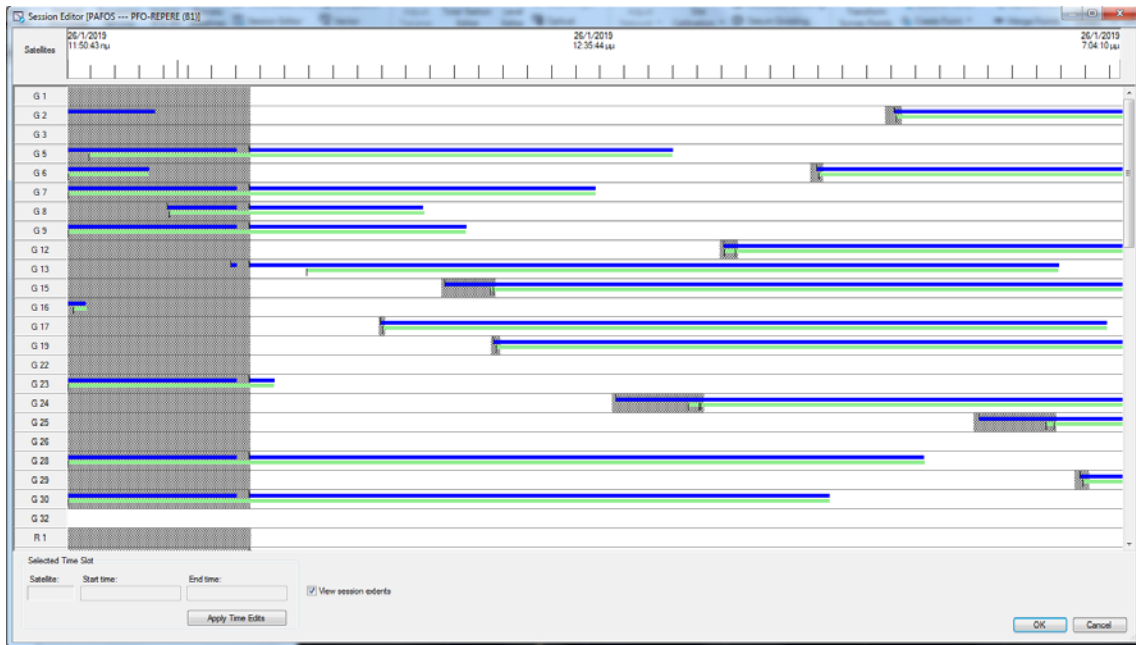 Session Editor [PAFOS --- PFO-REPERE (B1)]
Satellites
26/1/2019
11:50:43 πμ
26/1/2019
12:35:44 μμ
26/1/2019
7:04:10 μμ
G 1
G 2
G 3
G 5
G 6
G 7
G 8
G 9
G 12
G 13
G 15
G 16
G 17
G 19
G 22
G 23
G 24
G 25
G 26
G 28
G 29
G 30
G 32
R 1
Selected Time Slot
Satellite: Start time: End time:
View session extents
Apply Time Edits
OK Cancel